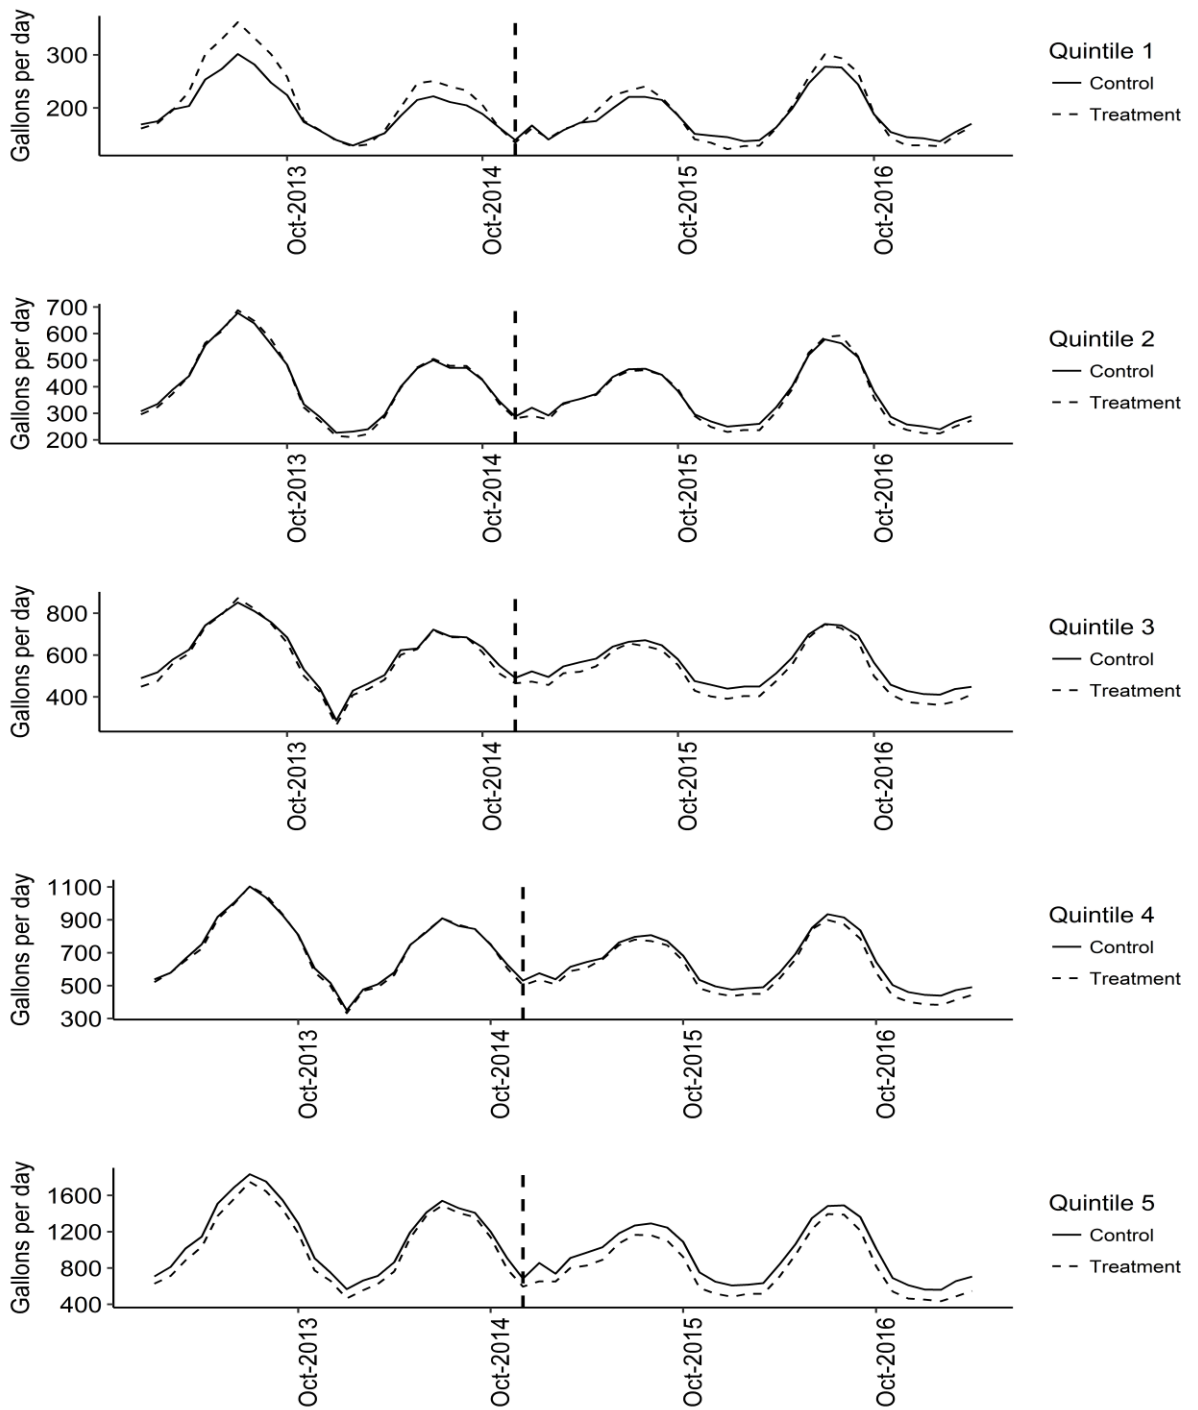 Gallons per day
300
200
Oct-2013
Oct-2014
Oct-2015
Oct-2016
Quintile 1
Control
Treatment
Gallons per day
700
600
500
400
300
200
Oct-2013
Oct-2014
Oct-2015
Oct-2016
Quintile 2
Control
Treatment
Gallons per day
800
600
400
Oct-2013
Oct-2014
Oct-2015
Oct-2016
Quintile 3
Control
Treatment
Gallons per day
1100
900
700
500
300
Oct-2013
Oct-2014
Oct-2015
Oct-2016
Quintile 4
Control
Treatment
Gallons per day
1600
1200
800
400
Oct-2013
Oct-2014
Oct-2015
Oct-2016
Quintile 5
Control
Treatment